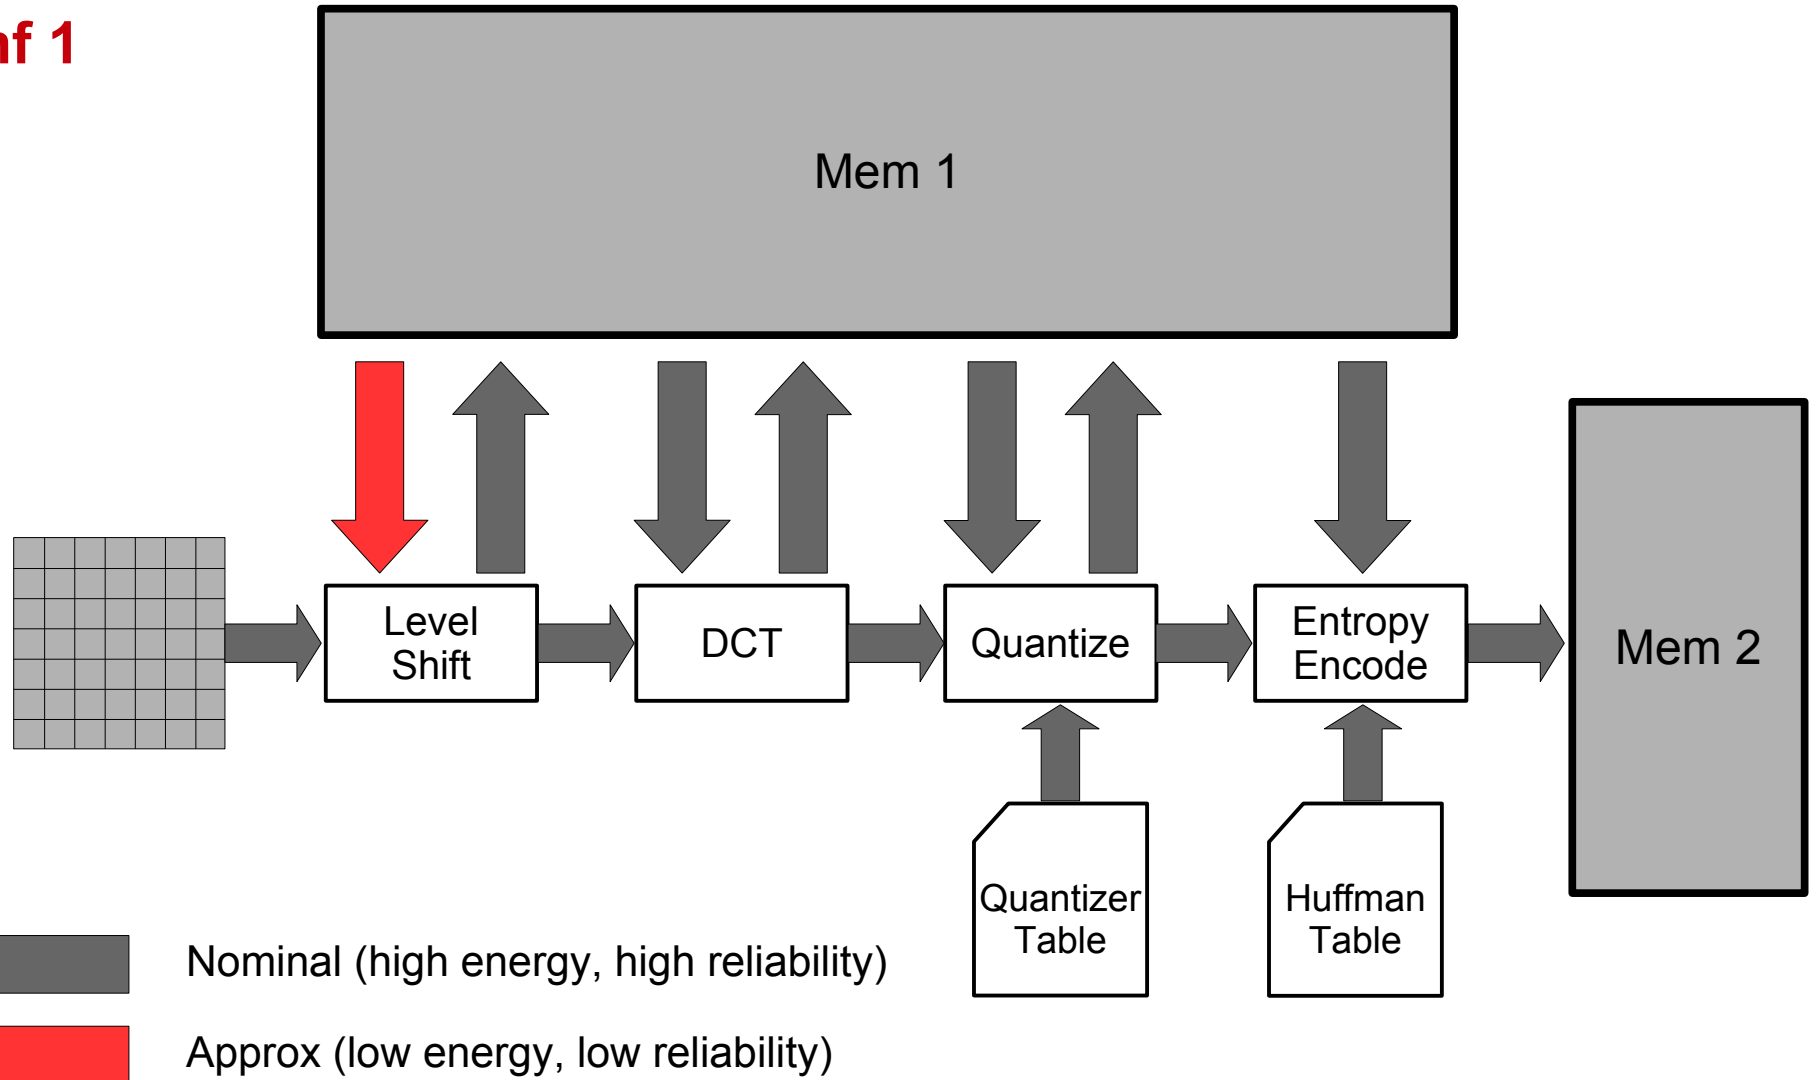 nf 1
Mem 1
Level
Shift
DCT
Quantize
Entropy
Encode
Mem 2
Quantizer
Table
Huffman
Table
Nominal (high energy, high reliability)
Approx (low energy, low reliability)